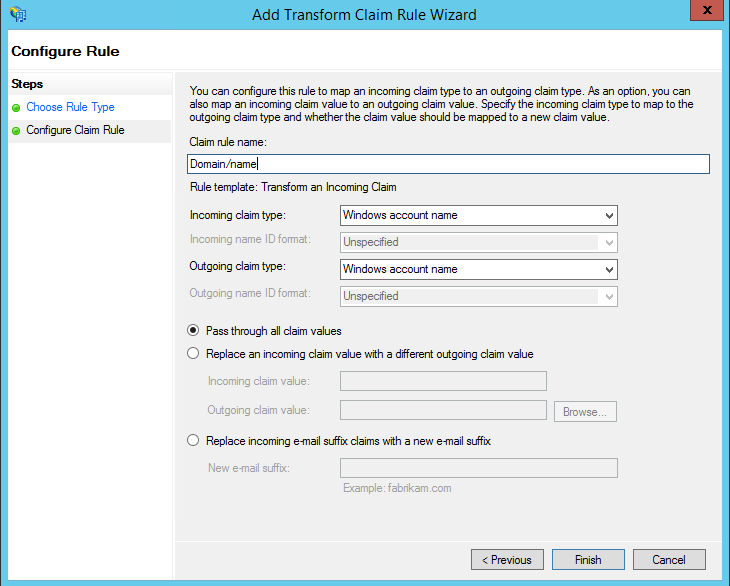 Add Transform Claim Rule Wizard
x
Configure Rule
Steps
Choose Rule Type
Configure Claim Rule
You can configure this rule to map an incoming claim type to an outgoing claim type. As an option, you can
also map an incoming claim value to an outgoing claim value. Specify the incoming claim type to map to the
outgoing claim type and whether the claim value should be mapped to a new claim value.
Claim rule name:
Domain/name
Rule template: Transform an Incoming Claim
Incoming claim type: Windows account name
Incoming name ID format: Unspecified
Outgoing claim type: Windows account name
Outgoing name ID format: Unspecified
Pass through all claim values
Replace an incoming claim value with a different outgoing claim value
Incoming claim value:
Outgoing claim value: Browse...
Replace incoming e-mail suffix claims with a new e-mail suffix
New e-mail suffix:
Example: fabrikam.com
< Previous Finish Cancel